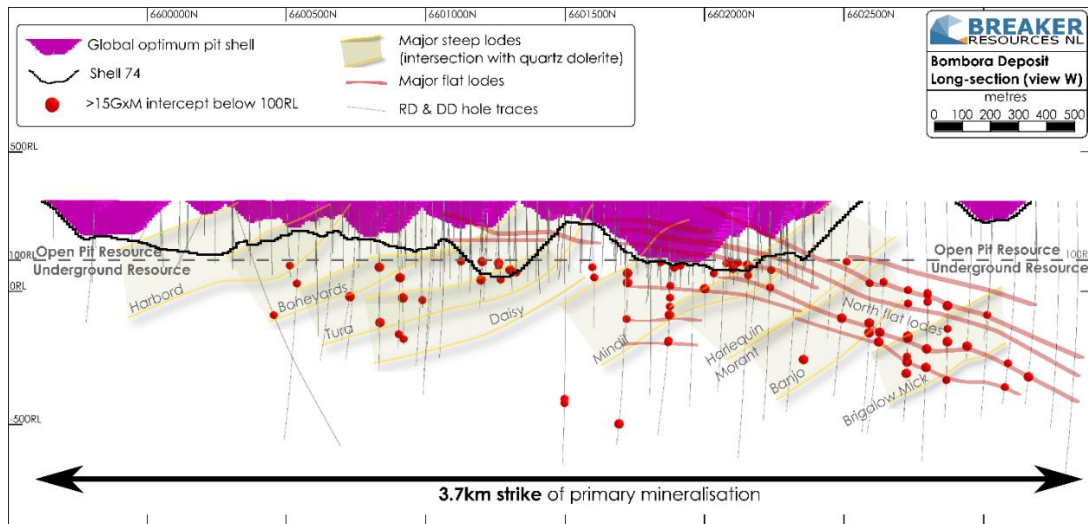 6600000N 6600500N 6601000N 6601500N 6602000N 6602500N
Global optimum pit shell
Shell 74
>15GxM intercept below 100RL
Major steep lodes
(intersection with quartz dolerite)
Major flat lodes
RD & DD hole traces
BREAKER
RESOURCES NL
Bombora Deposit
Long-section (view W)
metres
0 100 200 300 400 500
500RL
Open Pit Resource
100RL
Underground Resource
0RL
Open Pit Resource
100RL
Underground Resource
Harbord
Boheyards
Tura
Daisy
Mindil
Harlequin
Morant
Banjo
North flat lodes
Brigalow Mick
-500RL
3.7km strike of primary mineralisation